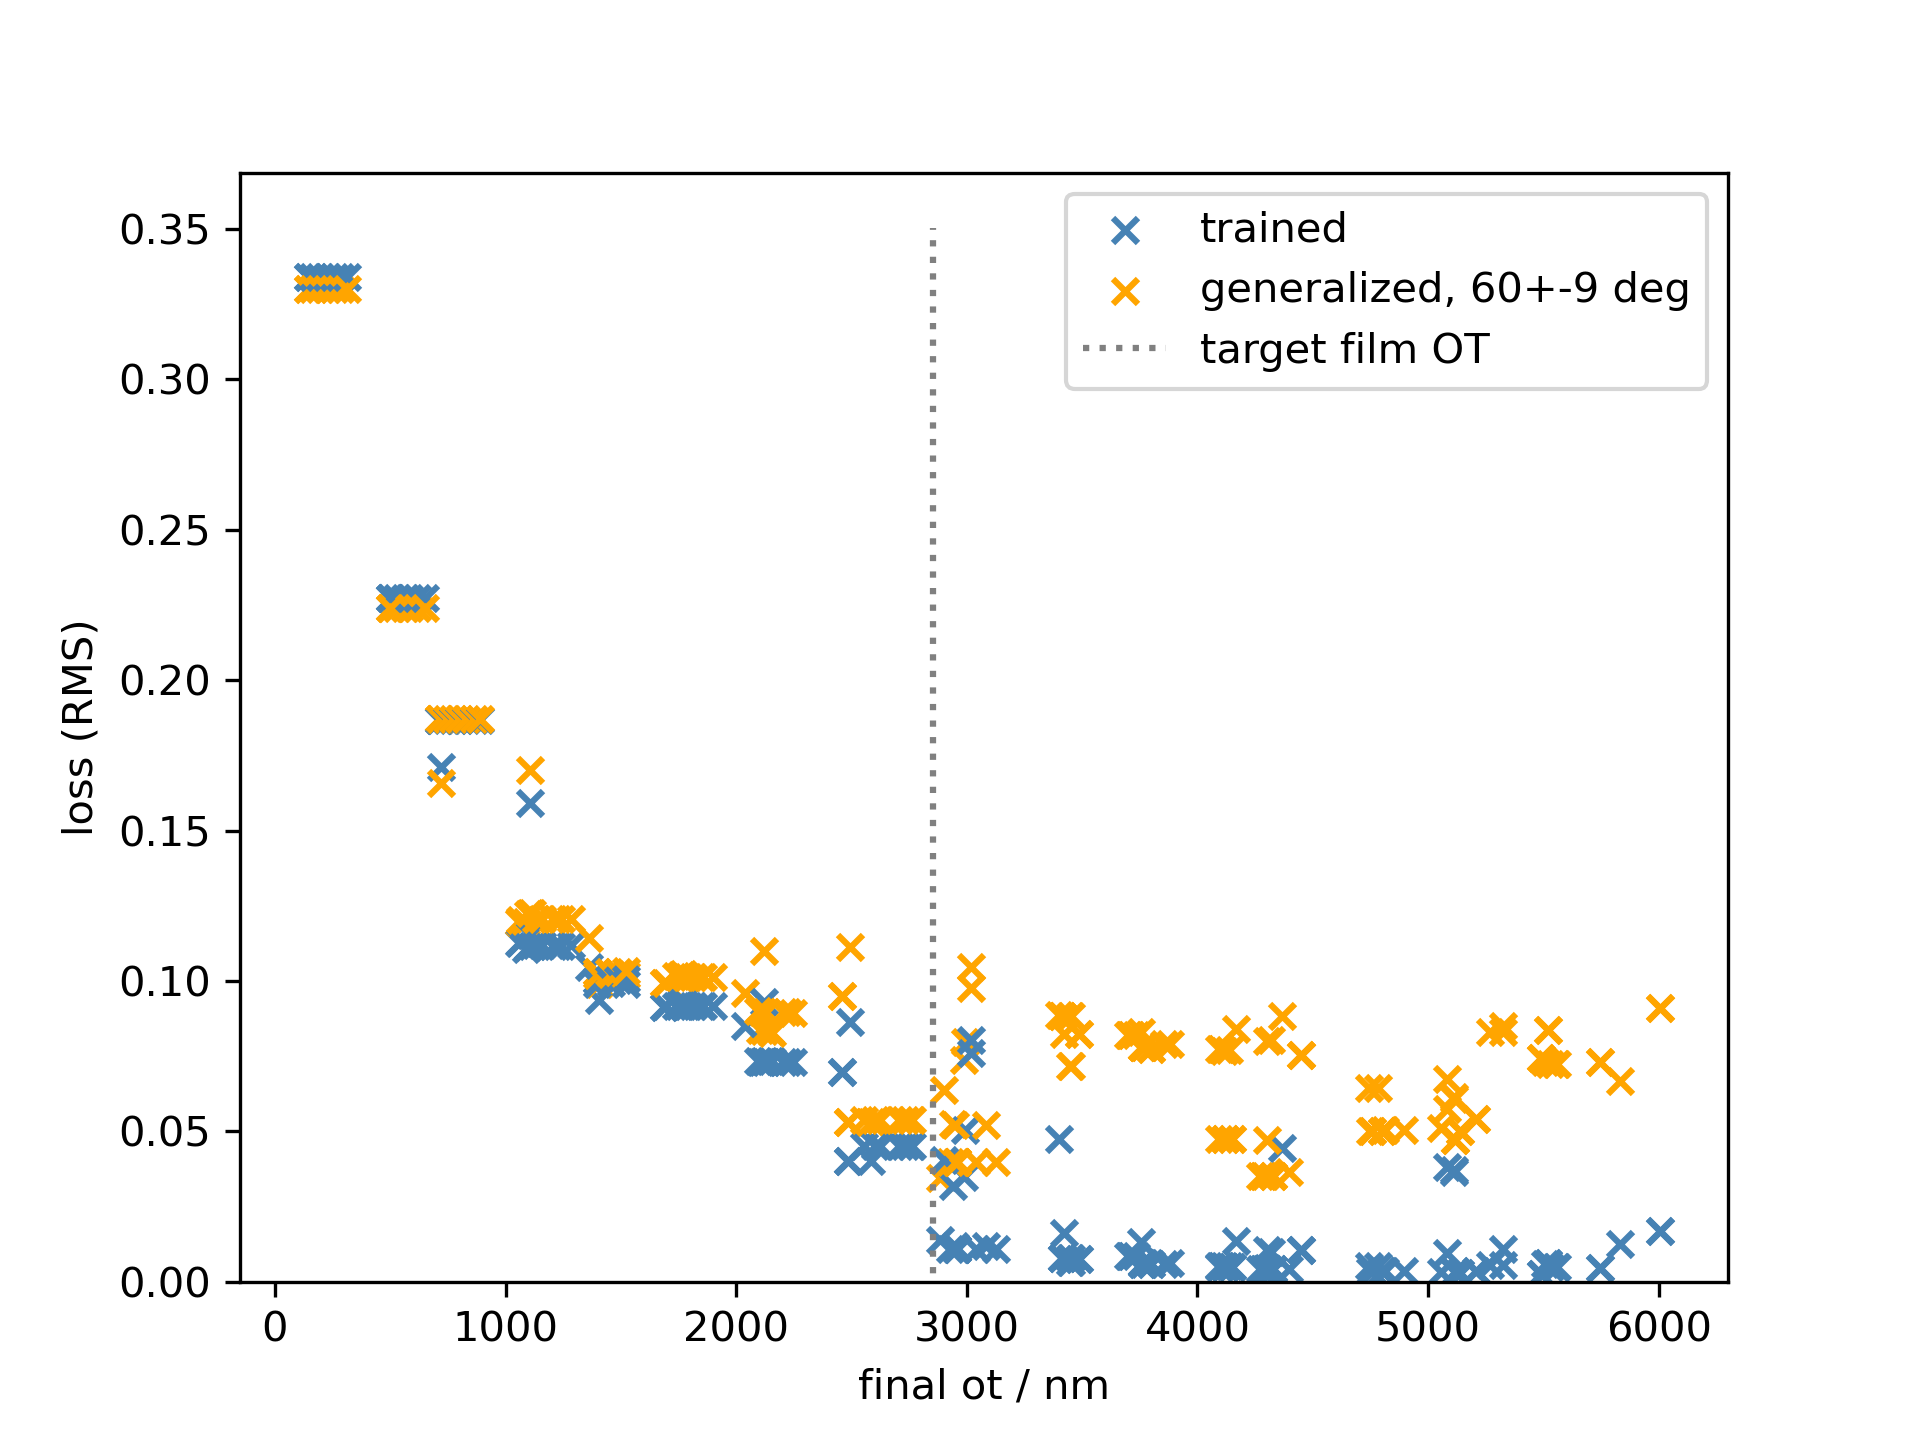 trained
generalized, 60+-9 deg
target film OT
0.35
0.30
0.25
0.20
0.15
0.10
0.05
0.00
loss (RMS)
0 1000 2000 3000 4000 5000 6000
final ot / nm